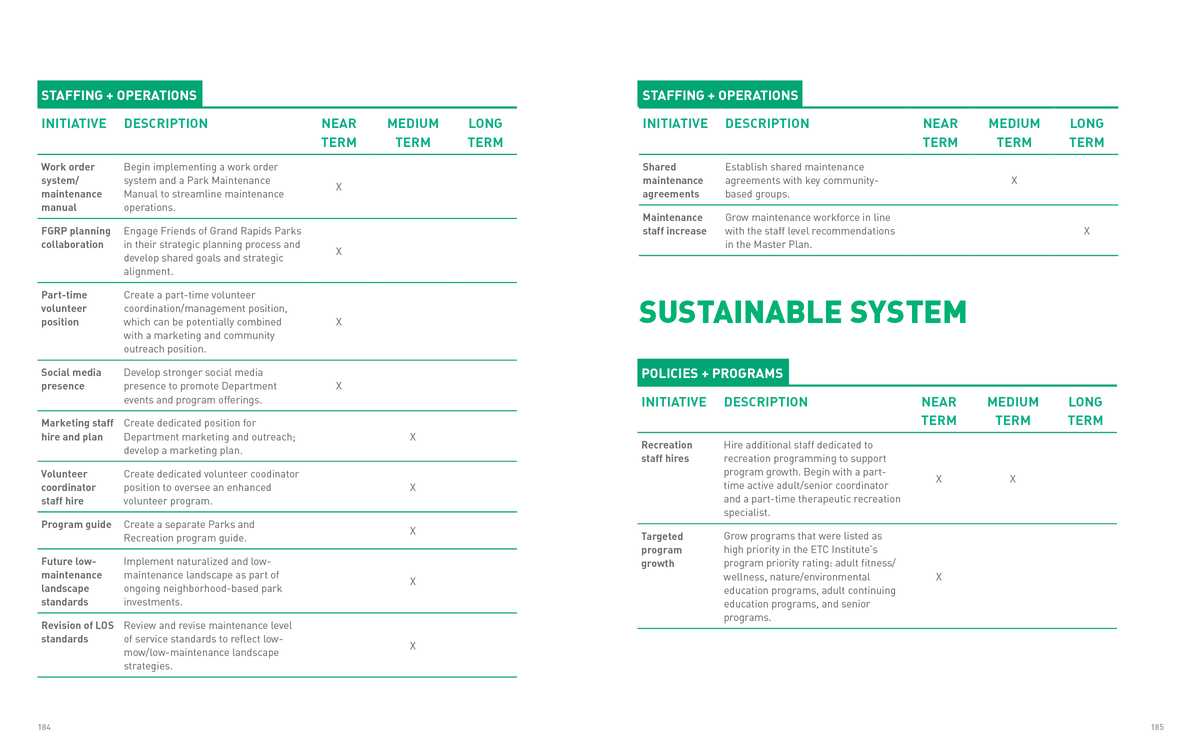 STAFFING + OPERATIONS
INITIATIVE DESCRIPTION NEAR TERM MEDIUM TERM LONG TERM
Work order system/ maintenance manual
Begin implementing a work order
system and a Park Maintenance
Manual to streamline maintenance
operations.
X
FGRP planning collaboration
Engage Friends of Grand Rapids Parks
in their strategic planning process and
develop shared goals and strategic
alignment.
X
Part-time volunteer position
Create a part-time volunteer
coordination/management position,
which can be potentially combined
with a marketing and community
outreach position.
X
Social media presence
Develop stronger social media
presence to promote Department
events and program offerings.
X
Marketing staff hire and plan
Create dedicated position for
Department marketing and outreach;
develop a marketing plan.
X
Volunteer coordinator staff hire
Create dedicated volunteer coodinator
position to oversee an enhanced
volunteer program.
X
Program guide
Create a separate Parks and
Recreation program guide.
X
Future low-maintenance landscape standards
Implement naturalized and low-
maintenance landscape as part of
ongoing neighborhood-based park
investments.
X
Revision of LOS standards
Review and revise maintenance level
of service standards to reflect low-
mow/low-maintenance landscape
strategies.
X
184
STAFFING + OPERATIONS
INITIATIVE DESCRIPTION NEAR TERM MEDIUM TERM LONG TERM
Shared maintenance agreements
Establish shared maintenance
agreements with key community-
based groups.
X
Maintenance staff increase
Grow maintenance workforce in line
with the staff level recommendations
in the Master Plan.
X
SUSTAINABLE SYSTEM
POLICIES + PROGRAMS
INITIATIVE DESCRIPTION NEAR TERM MEDIUM TERM LONG TERM
Recreation staff hires
Hire additional staff dedicated to
recreation programming to support
program growth. Begin with a part-
time active adult/senior coordinator
and a part-time therapeutic recreation
specialist.
X X
Targeted program growth
Grow programs that were listed as
high priority in the ETC Institute's
program priority rating: adult fitness/
wellness, nature/environmental
education programs, adult continuing
education programs, and senior
programs.
X
185